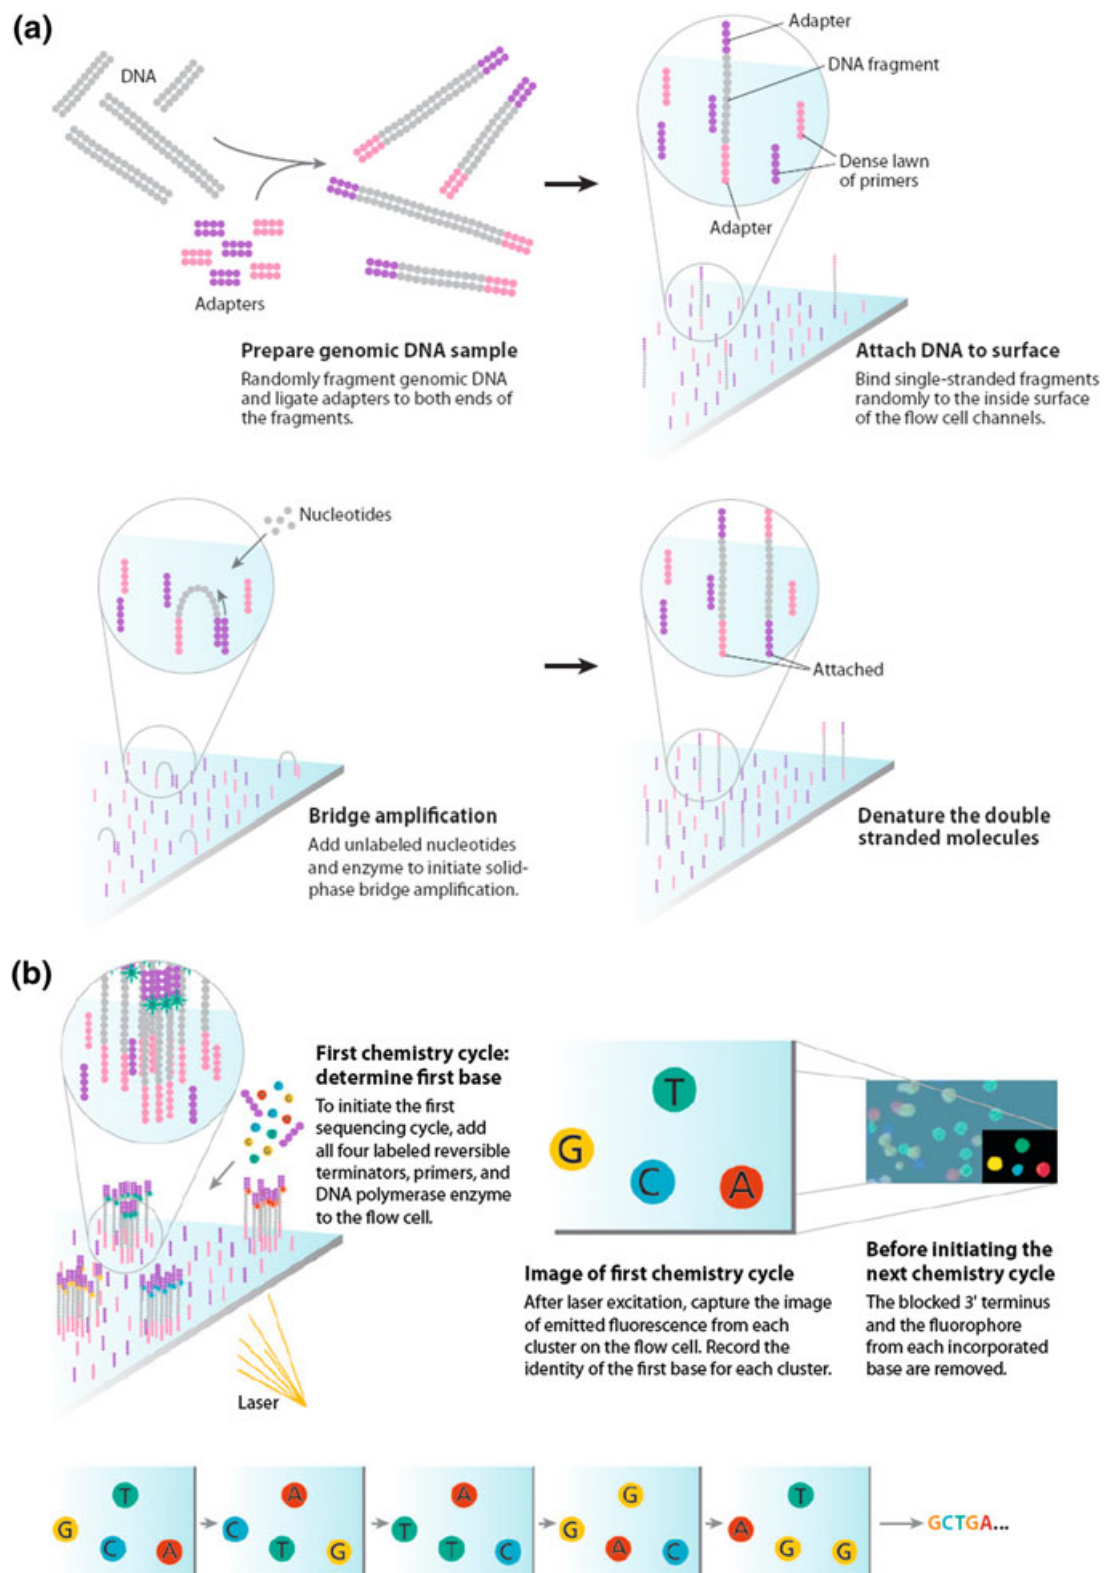 (a)
DNA
Adapters
Prepare genomic DNA sample
Randomly fragment genomic DNA
and ligate adapters to both ends of
the fragments.
Adapter
DNA fragment
Dense lawn
of primers
Adapter
Attach DNA to surface
Bind single-stranded fragments
randomly to the inside surface
of the flow cell channels.
Nucleotides
Bridge amplification
Add unlabeled nucleotides
and enzyme to initiate solid-
phase bridge amplification.
Attached
Denature the double
stranded molecules
(b)
First chemistry cycle:
determine first base
To initiate the first
sequencing cycle, add
all four labeled reversible
terminators, primers, and
DNA polymerase enzyme
to the flow cell.
Laser
T
G
C
A
Image of first chemistry cycle
After laser excitation, capture the image
of emitted fluorescence from each
cluster on the flow cell. Record the
identity of the first base for each cluster.
Before initiating the
next chemistry cycle
The blocked 3' terminus
and the fluorophore
from each incorporated
base are removed.
T
G
C
A
A
C
T
G
A
T
T
C
G
G
A
C
T
A
G
G
GCTGA...